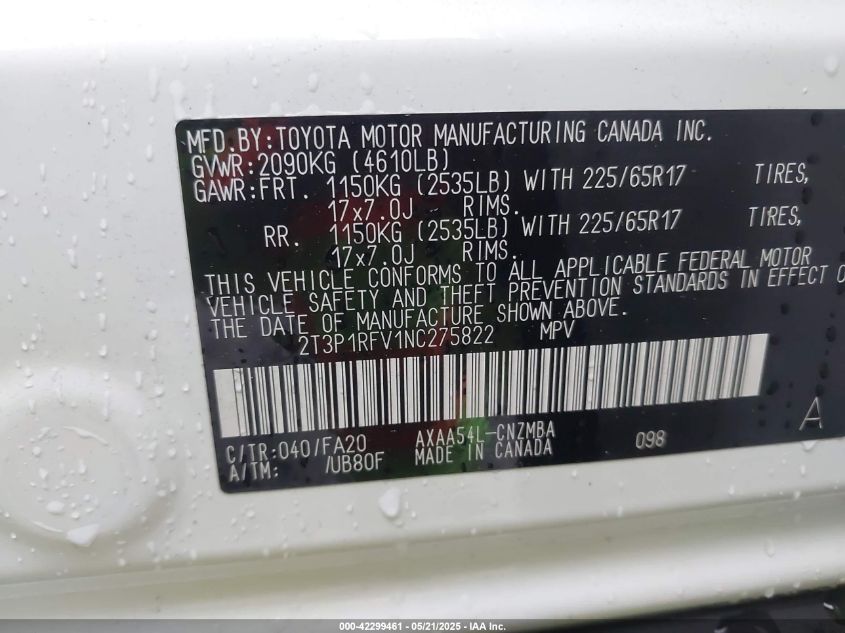 MFD.BY:TOYOTA MOTOR MANUFACTURING CANADA INC.
GVWR:2090KG (4610LB)
GAWR:FRT. 1150KG (2535LB) WITH 225/65R17 TIRES,
17x7.0J RIMS.
RR. 1150KG (2535LB) WITH 225/65R17 TIRES,
17x7.0J RIMS.
THIS VEHICLE CONFORMS TO ALL APPLICABLE FEDERAL MOTOR
VEHICLE SAFETY AND THEFT PREVENTION STANDARDS IN EFFECT
THE DATE OF MANUFACTURE SHOWN ABOVE.
2T3P1RFV1NC275822 MPV
C/TR:040/FA20 AXAA54L-CNZMBA 098 A
A/TM: /UB80F MADE IN CANADA
000-42299461 - 05/21/2025 - IAA Inc.